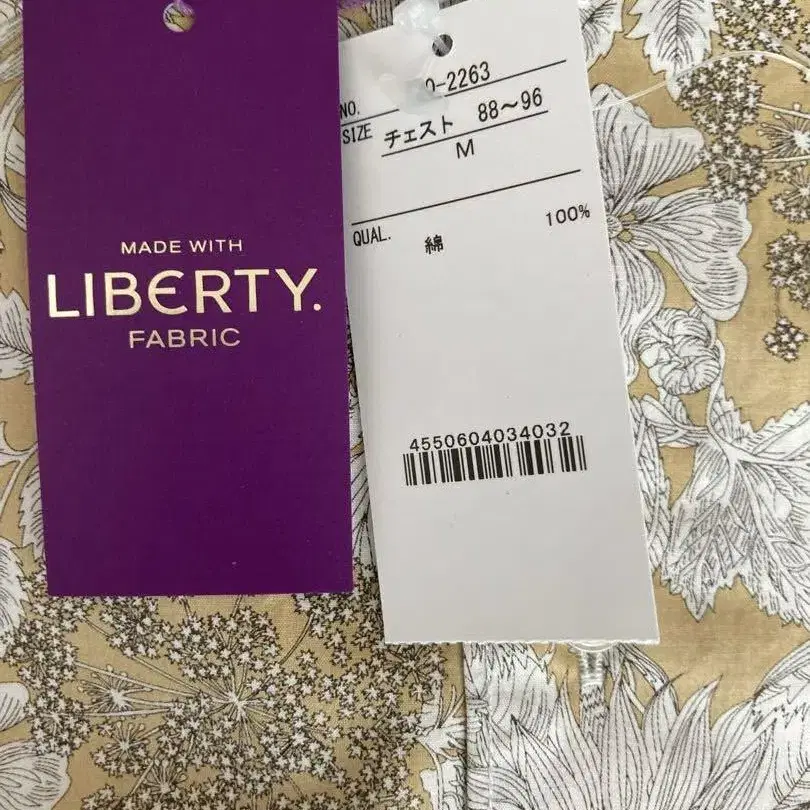 MADE WITH
LIBERTY.
FABRIC
NO. 0-2263
SIZE チェスト 88~96
M
QUAL. 綿 100%
4550604034032